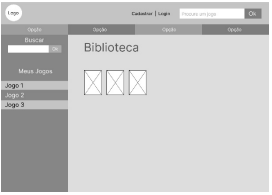 Logo
Cadastrar | Login
Procure um jogo
Ok
Opção
Opção
Opção
Opção
Buscar
Ok
Biblioteca
Meus Jogos
Jogo 1
Jogo 2
Jogo 3